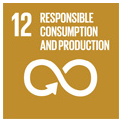 12 RESPONSIBLE
CONSUMPTION
AND PRODUCTION